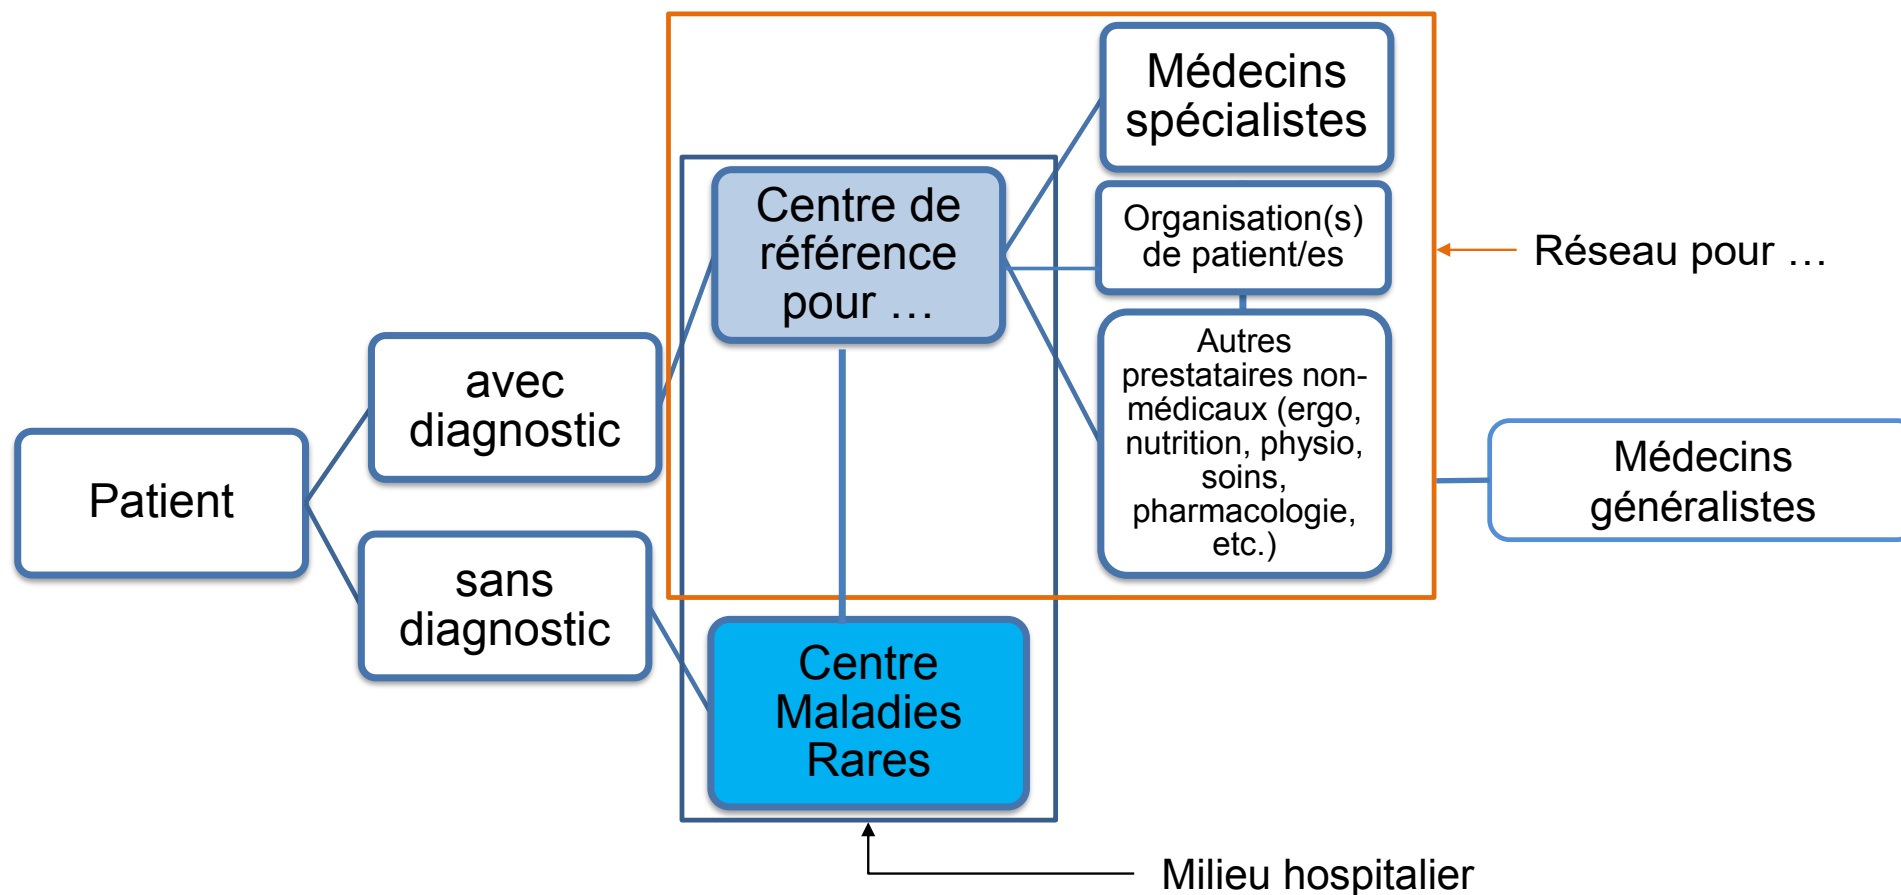 Patient
avec
diagnostic
sans
diagnostic
Centre de
référence
pour …
Centre
Maladies
Rares
Médecins
spécialistes
Organisation(s)
de patient/es
Autres
prestataires non-
médicaux (ergo,
nutrition, physio,
soins,
pharmacologie,
etc.)
Réseau pour …
Médecins
généralistes
Milieu hospitalier